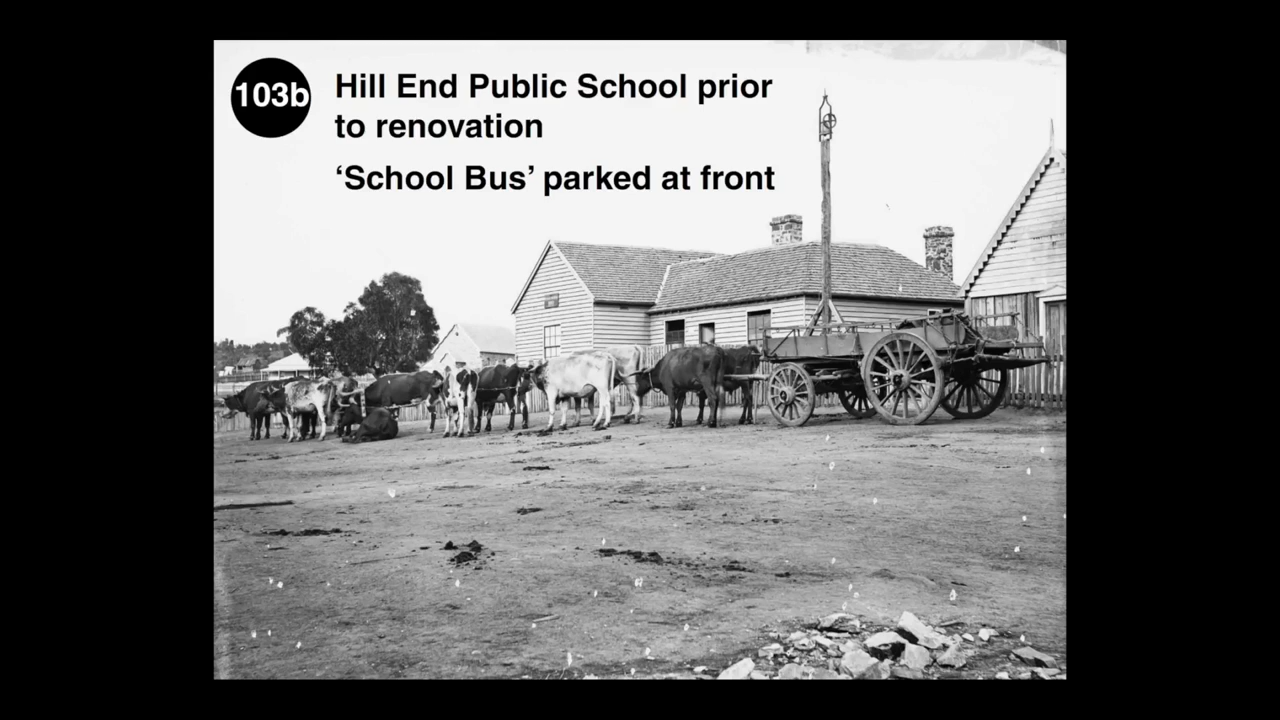 103b
Hill End Public School prior
to renovation
‘School Bus’ parked at front